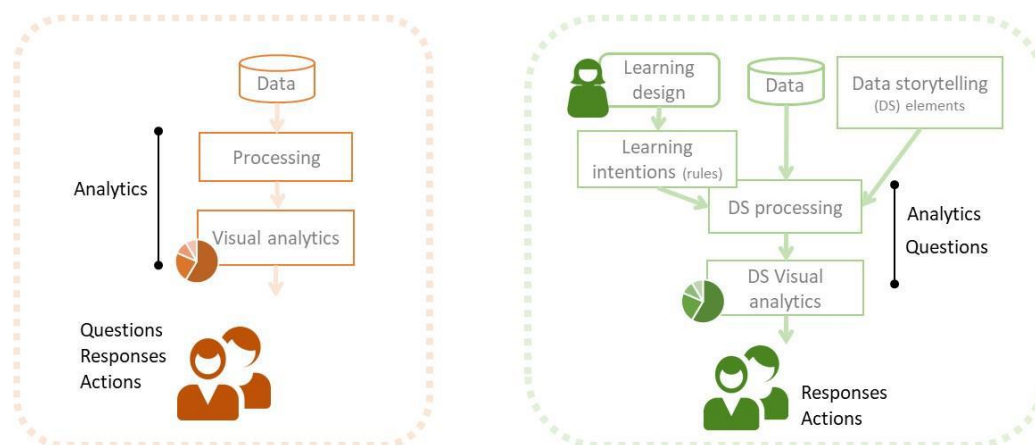 Data
Processing
Analytics
Visual analytics
Questions
Responses
Actions
Learning
design
Data
Data storytelling
(DS) elements
Learning
intentions (rules)
DS processing
Analytics
Questions
DS Visual
analytics
Responses
Actions